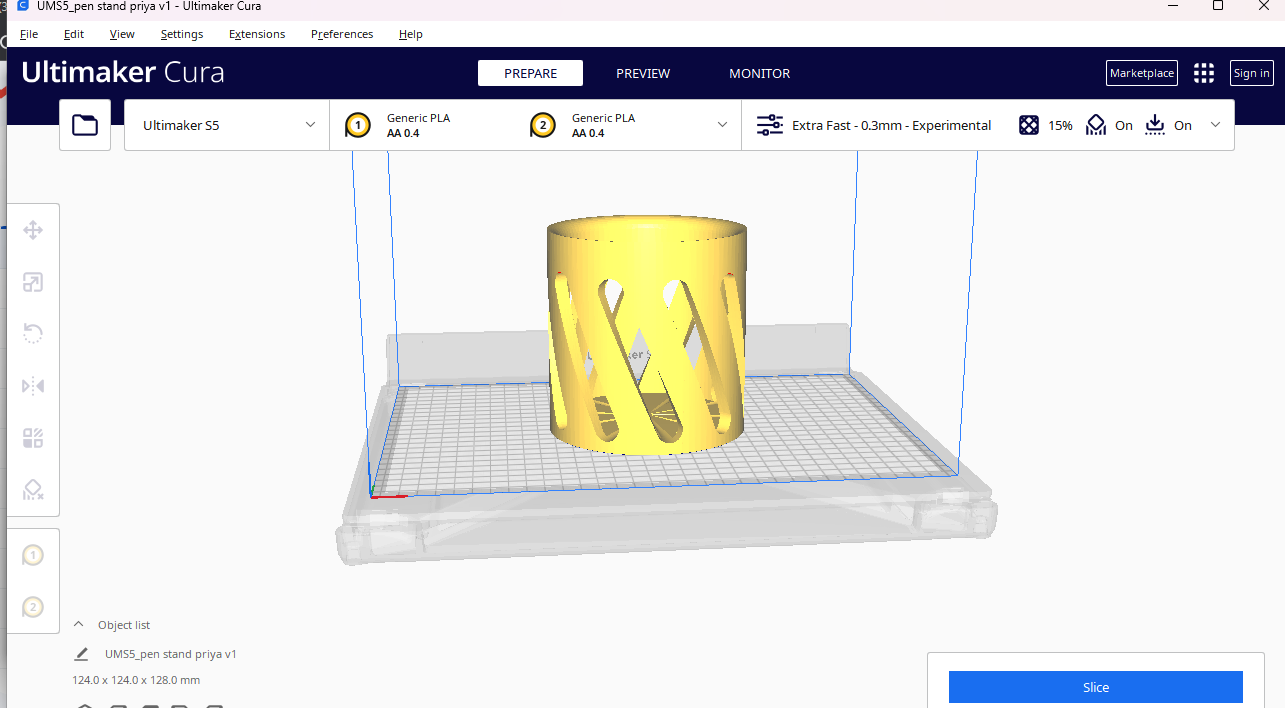 UMS5_pen stand priya v1 - Ultimaker Cura
File Edit View Settings Extensions Preferences Help
Ultimaker Cura PREPARE PREVIEW MONITOR Marketplace Sign in
Ultimaker S5 1 Generic PLA AA 0.4 2 Generic PLA AA 0.4 Extra Fast - 0.3mm - Experimental 15% On On
ker S
1
2
Object list
UMS5_pen stand priya v1
124.0 x 124.0 x 128.0 mm
Slice